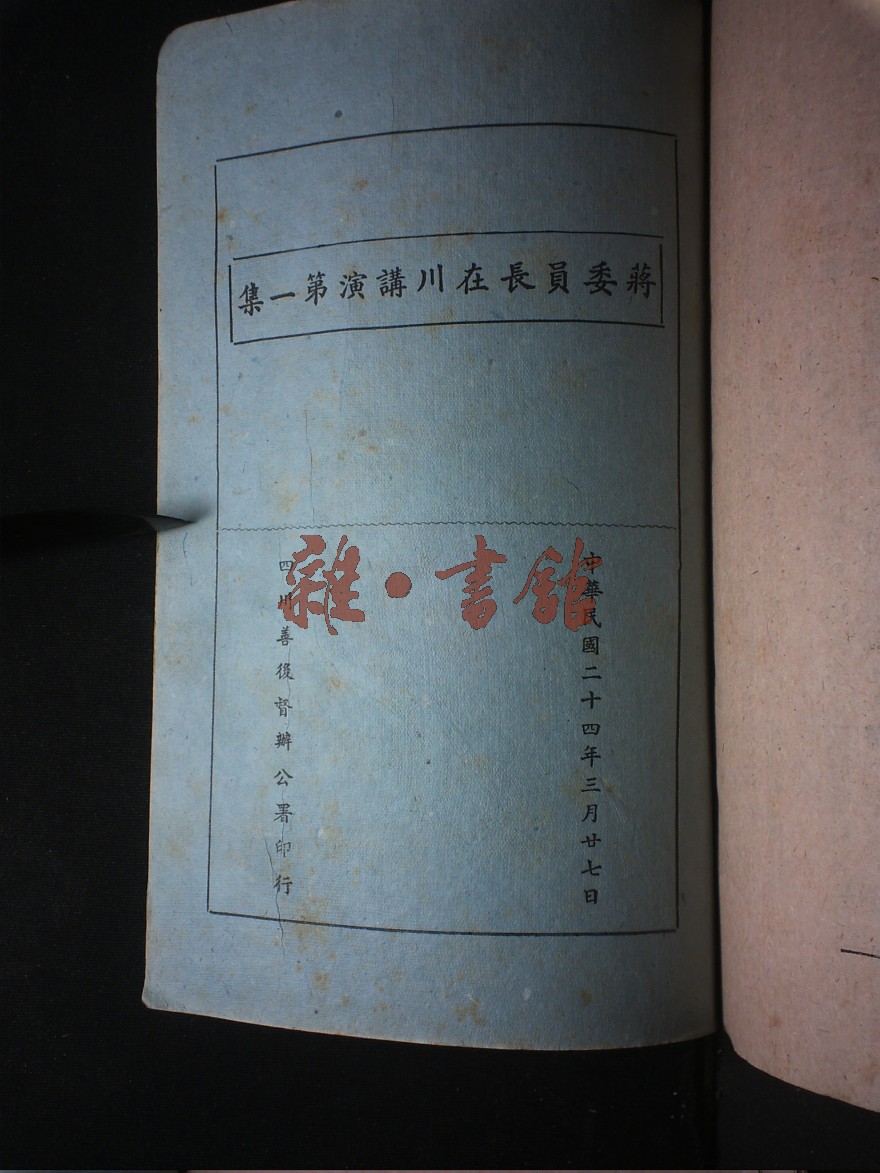 蔣委員長在川講演第一集
中華民國二十四年三月廿七日
四川善後督辦公署印行
雜·書館